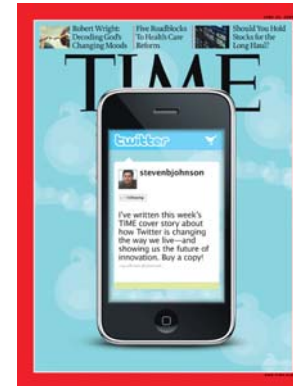 Robert Wright:
Decoding God's
Changing Moods
Five Roadblocks
To Health Care
Reform
Should You Hold
Stocks for the
Long Haul?
TIME
twitter
stevenbjohnson
I've written this week's
TIME cover story about
how Twitter is changing
the way we live—and
showing us the future of
innovation. Buy a copy!